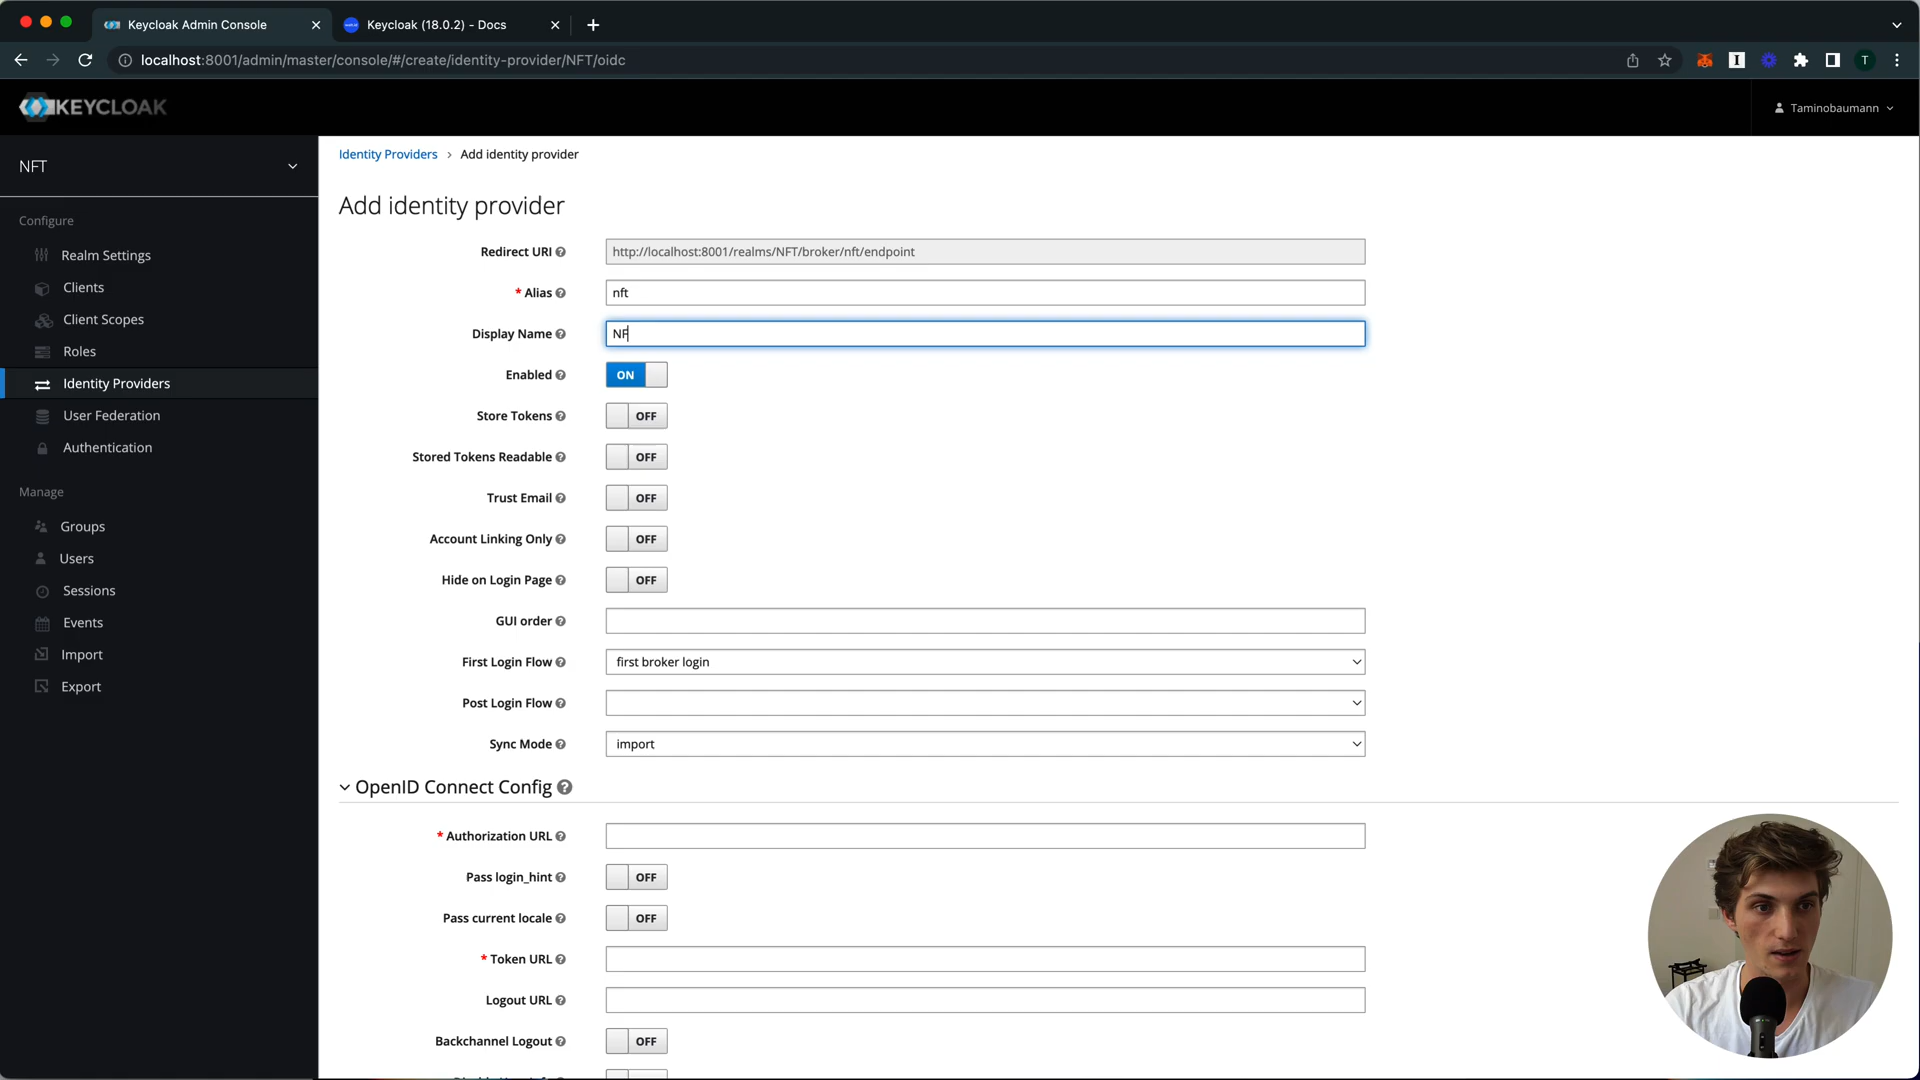 Keycloak Admin Console
Keycloak (18.0.2) - Docs
localhost:8001/admin/master/console/#/create/identity-provider/NFT/oidc
T
KEYCLOAK
Taminobaumann
NFT
Configure
Realm Settings
Clients
Client Scopes
Roles
Identity Providers
User Federation
Authentication
Manage
Groups
Users
Sessions
Events
Import
Export
Identity Providers > Add identity provider
Add identity provider
Redirect URI http://localhost:8001/realms/NFT/broker/nft/endpoint
* Alias nft
Display Name NF
Enabled ON
Store Tokens OFF
Stored Tokens Readable OFF
Trust Email OFF
Account Linking Only OFF
Hide on Login Page OFF
GUI order
First Login Flow first broker login
Post Login Flow
Sync Mode import
OpenID Connect Config
* Authorization URL
Pass login_hint OFF
Pass current locale OFF
* Token URL
Logout URL
Backchannel Logout OFF